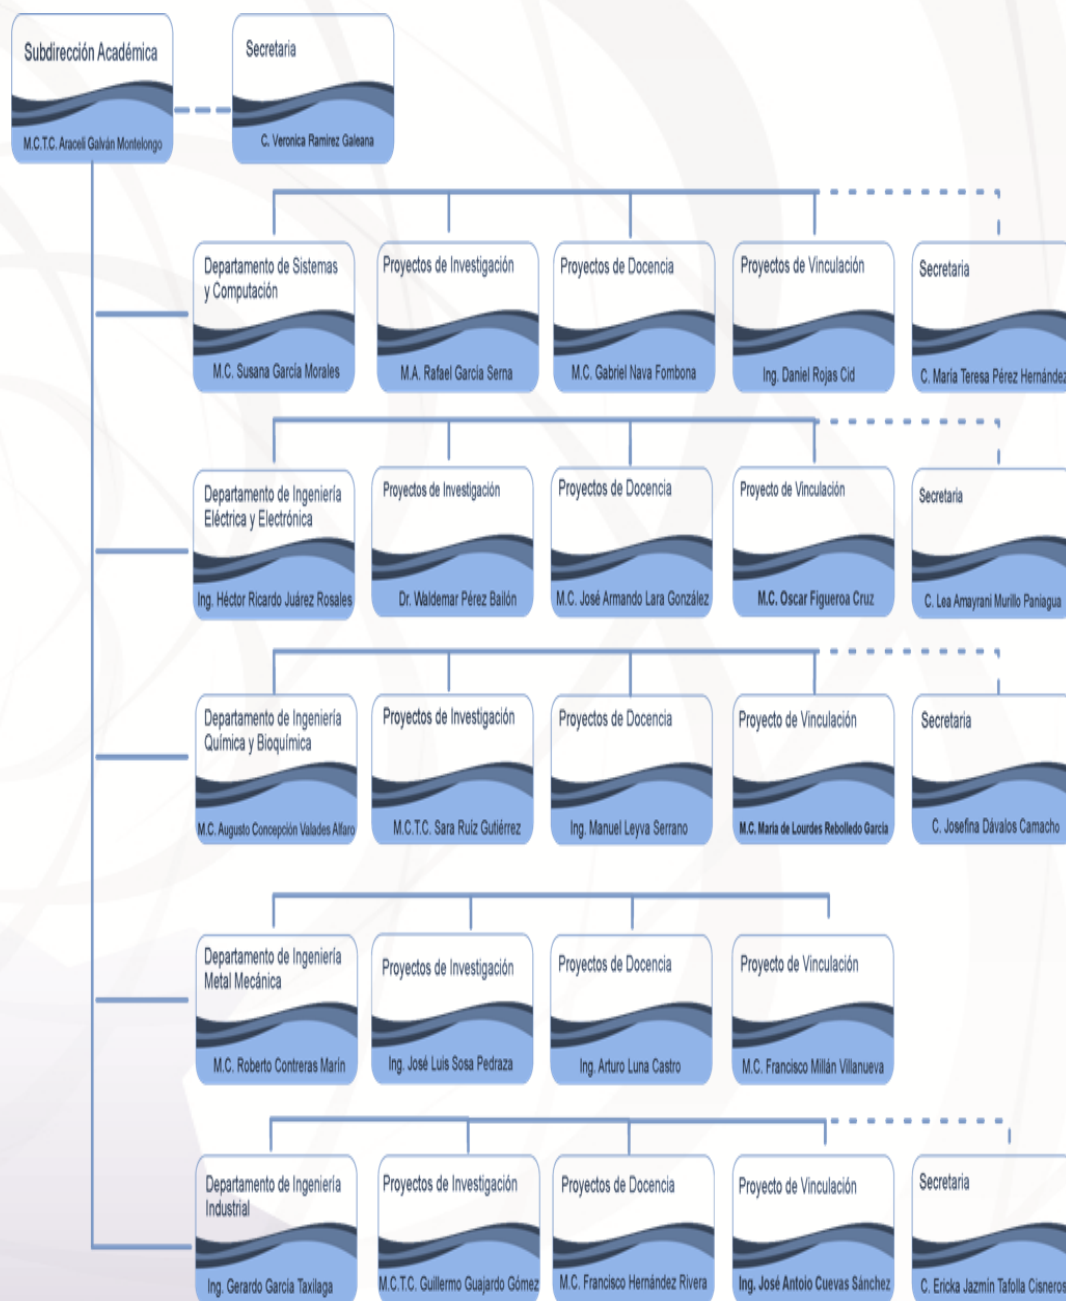 Subdirección Académica
M.C.T.C. Araceli Galván Montelongo
Secretaria
C. Veronica Ramirez Galeana
Departamento de Sistemas
y Computación
M.C. Susana García Morales
Proyectos de Investigación
M.A. Rafael García Serna
Proyectos de Docencia
M.C. Gabriel Nava Fombona
Proyectos de Vinculación
Ing. Daniel Rojas Cid
Secretaria
C. María Teresa Pérez Hernández
Departamento de Ingeniería
Eléctrica y Electrónica
Ing. Héctor Ricardo Juárez Rosales
Proyectos de Investigación
Dr. Waldemar Pérez Bailón
Proyectos de Docencia
M.C. José Armando Lara González
Proyecto de Vinculación
M.C. Oscar Figueroa Cruz
Secretaria
C. Lea Amayrani Murillo Paniagua
Departamento de Ingeniería
Química y Bioquímica
M.C. Augusto Concepción Valades Alfaro
Proyectos de Investigación
M.C.T.C. Sara Ruíz Gutiérrez
Proyectos de Docencia
Ing. Manuel Leyva Serrano
Proyecto de Vinculación
M.C. María de Lourdes Rebolledo García
Secretaria
C. Josefina Dávalos Camacho
Departamento de Ingeniería
Metal Mecánica
M.C. Roberto Contreras Marín
Proyectos de Investigación
Ing. José Luis Sosa Pedraza
Proyectos de Docencia
Ing. Arturo Luna Castro
Proyecto de Vinculación
M.C. Francisco Millán Villanueva
Departamento de Ingeniería
Industrial
Ing. Gerardo García Taxilaga
Proyectos de Investigación
M.C.T.C. Guillermo Guajardo Gómez
Proyectos de Docencia
M.C. Francisco Hernández Rivera
Proyecto de Vinculación
Ing. José Antoio Cuevas Sánchez
Secretaria
C. Ericka Jazmín Tafolla Cisneros